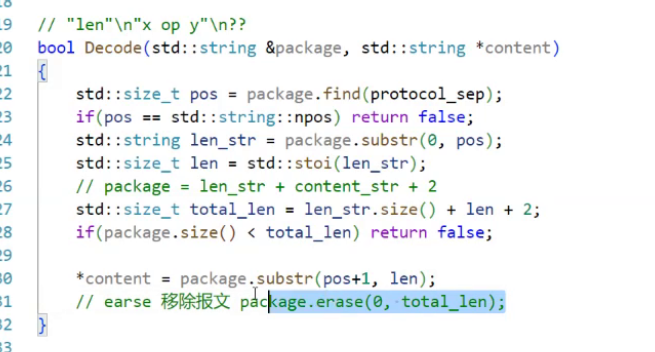 19 // "len"\n"x op y"\n??
20 bool Decode(std::string &package, std::string *content)
21 {
22 std::size_t pos = package.find(protocol_sep);
23 if(pos == std::string::npos) return false;
24 std::string len_str = package.substr(0, pos);
25 std::size_t len = std::stoi(len_str);
26 // package = len_str + content_str + 2
27 std::size_t total_len = len_str.size() + len + 2;
28 if(package.size() < total_len) return false;
30 *content = package.substr(pos+1, len);
31 // earse 移除报文 package.erase(0, total_len);
32 }
33